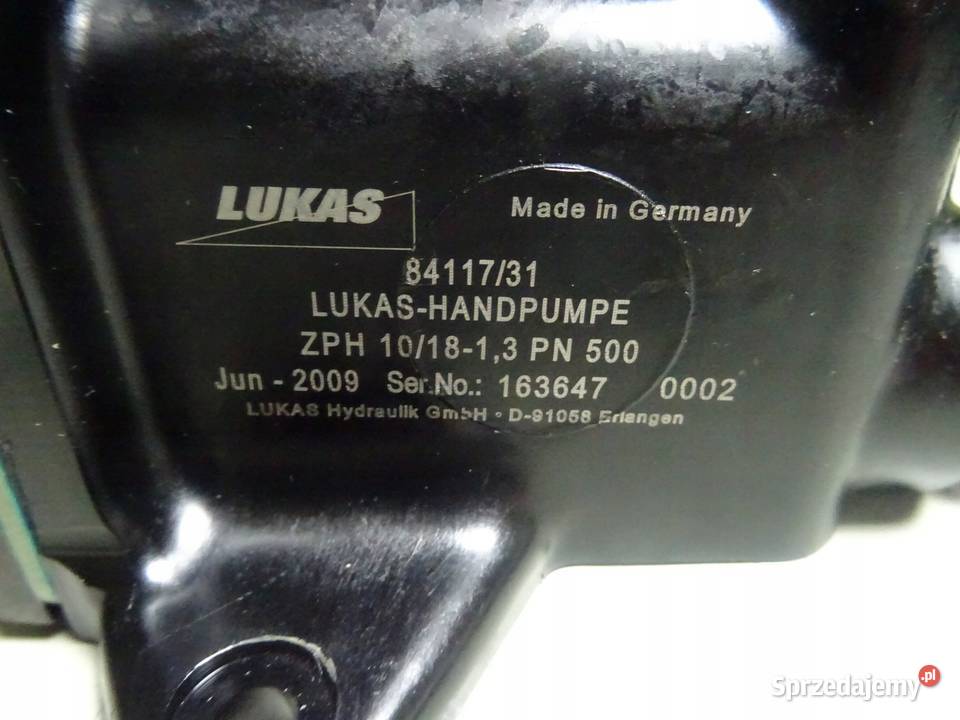 LUKAS
Made in Germany
84117/31
LUKAS-HANDPUMPE
ZPH 10/18-1,3 PN 500
Jun - 2009 Ser.No.: 163647 0002
LUKAS Hydraulik GmbH ◦ D-91058 Erlangen
Sprzedajemy.pl